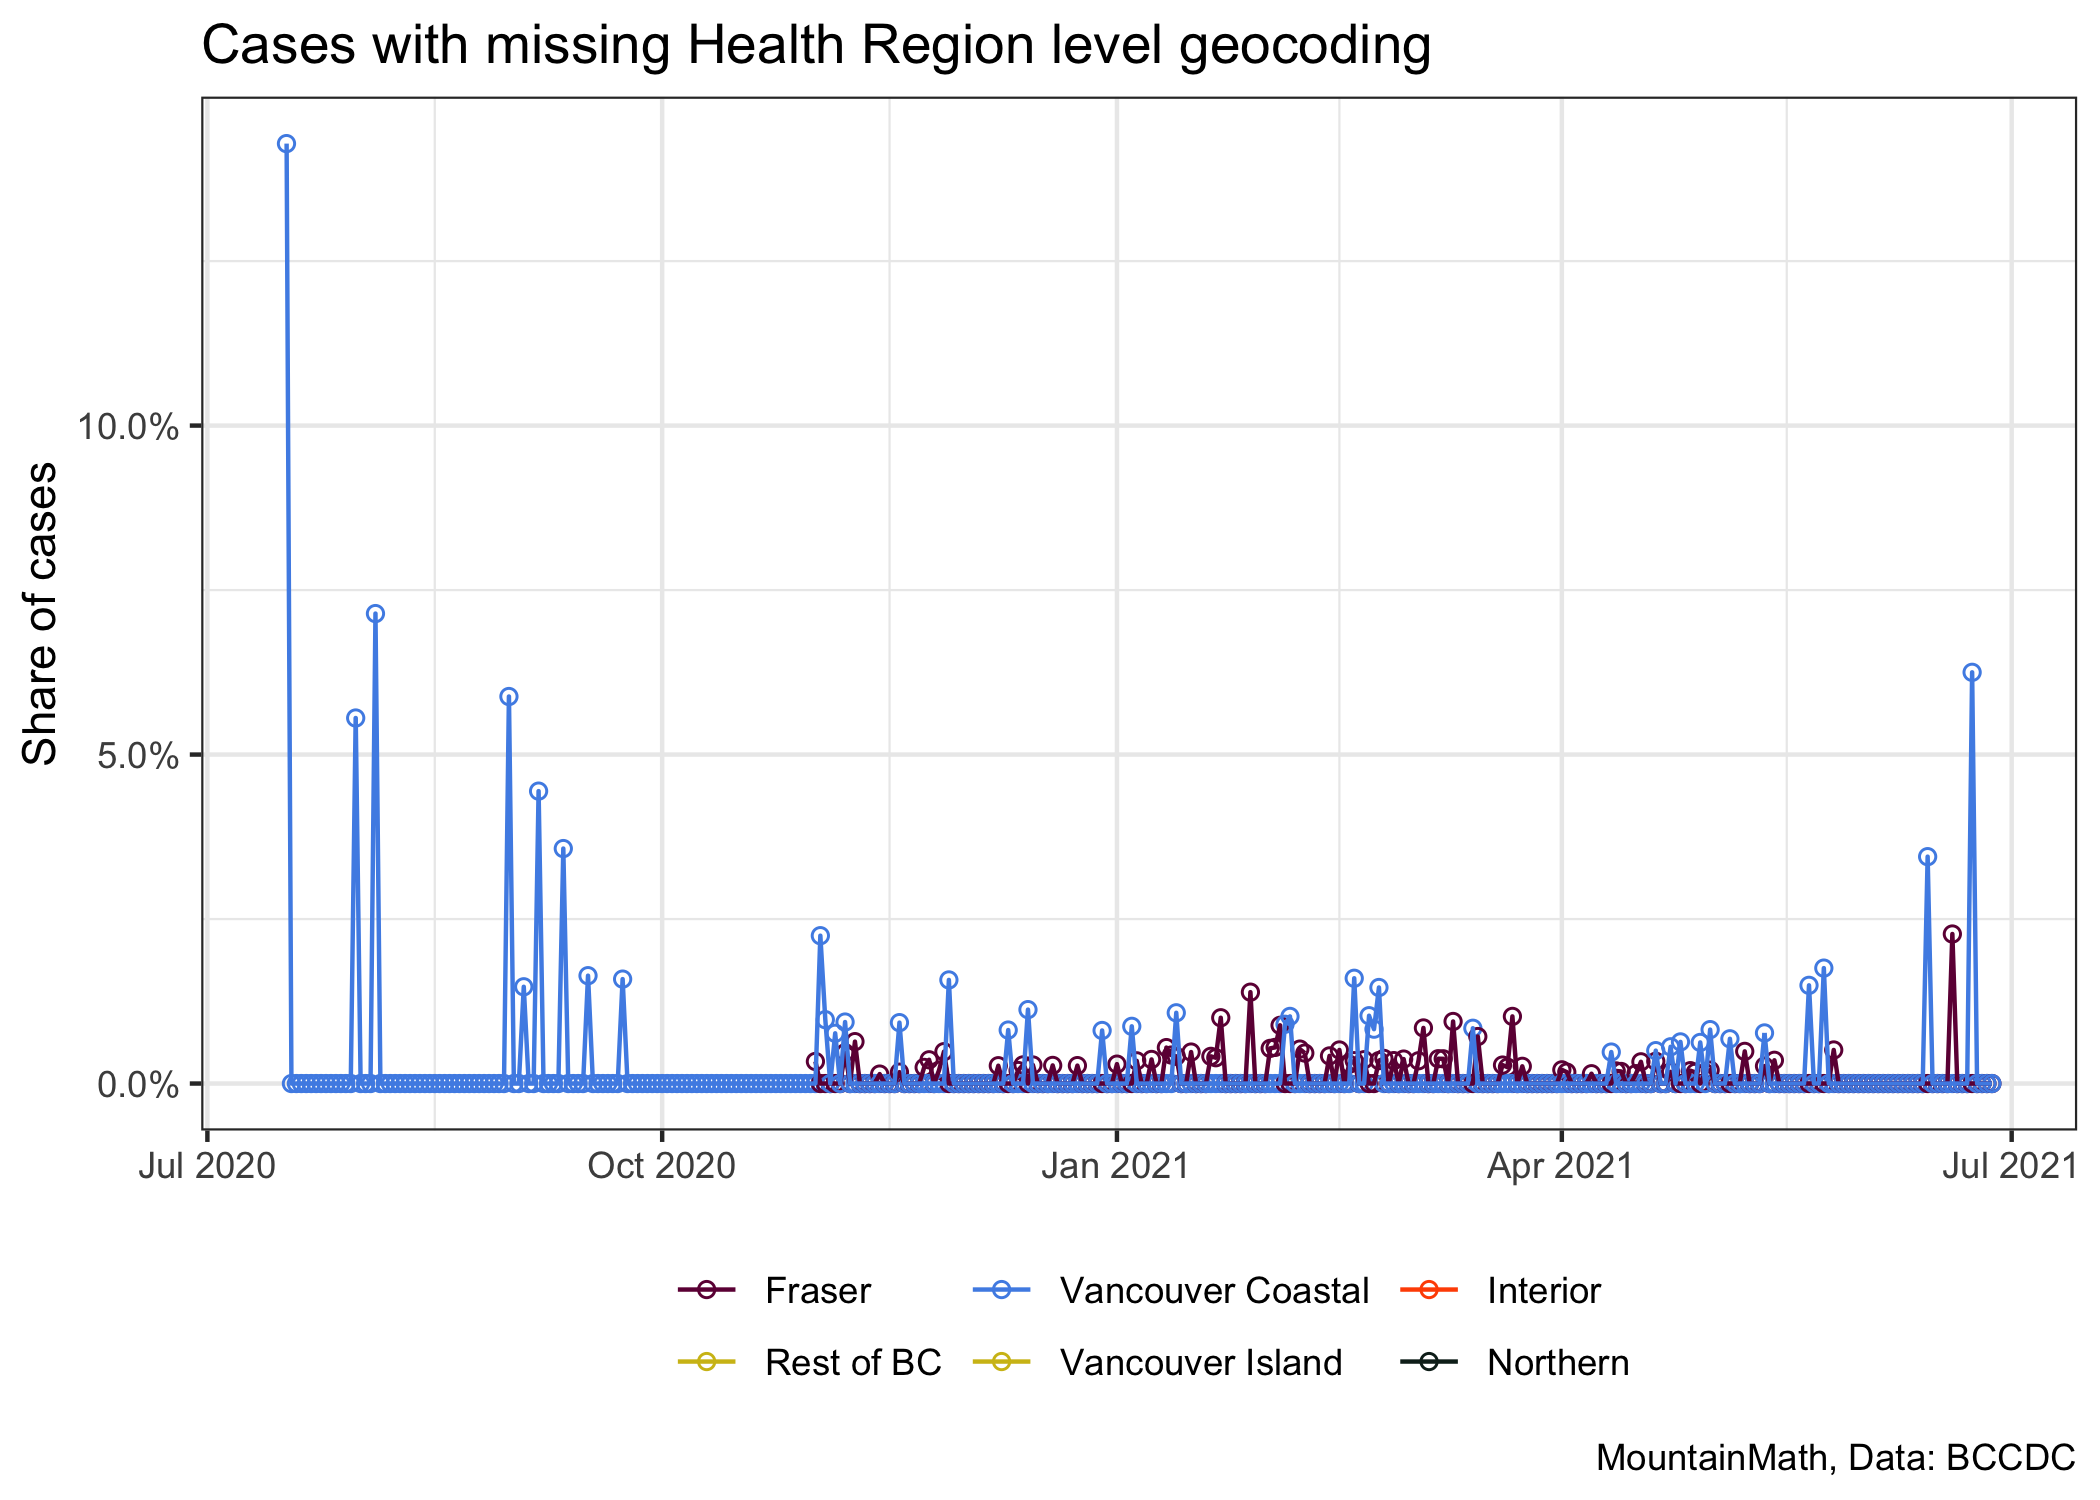 Cases with missing Health Region level geocoding
Share of cases
10.0%
5.0%
0.0%
Jul 2020
Oct 2020
Jan 2021
Apr 2021
Jul 2021
Fraser
Vancouver Coastal
Interior
Rest of BC
Vancouver Island
Northern
MountainMath, Data: BCCDC